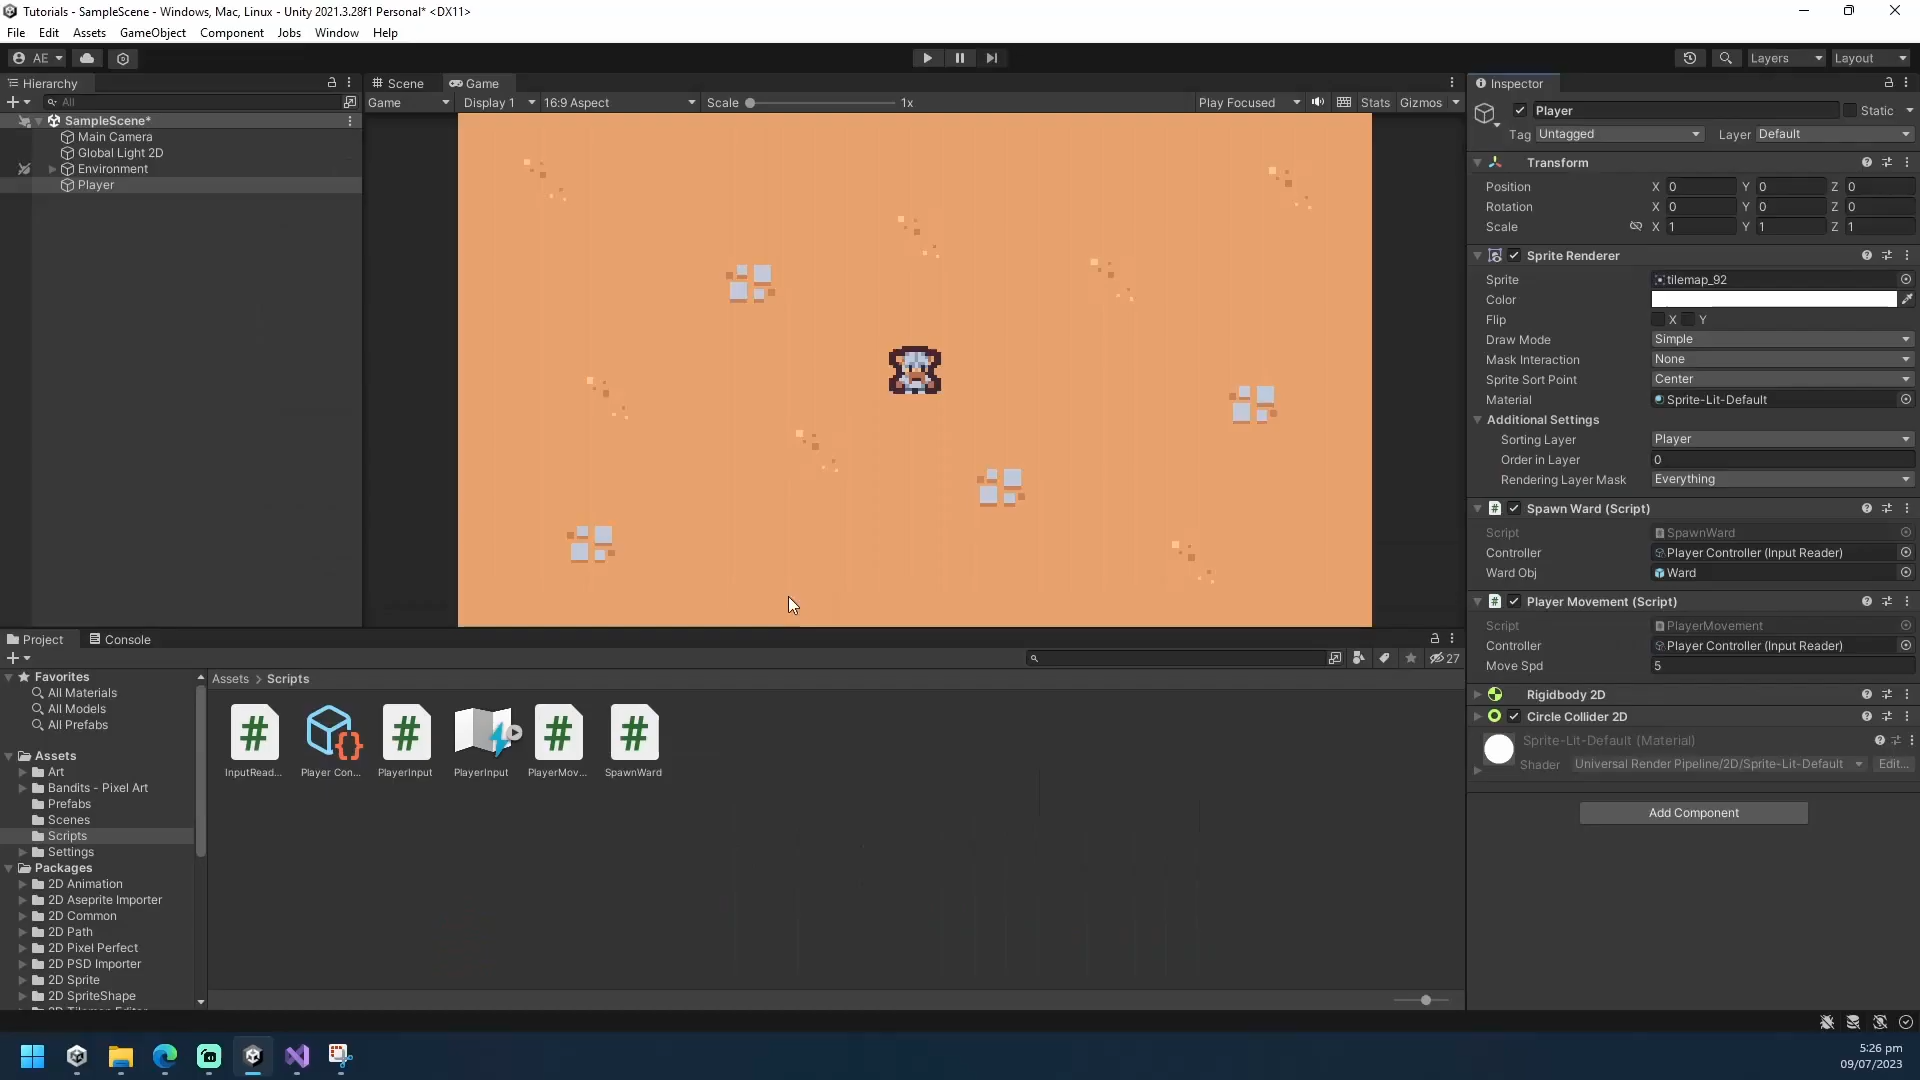 Tutorials - SampleScene - Windows, Mac, Linux - Unity 2021.3.28f1 Personal* <DX11>
File Edit Assets GameObject Component Jobs Window Help
AE Layers Layout
Hierarchy
All
SampleScene*
Main Camera
Global Light 2D
Environment
Player
Scene Game
Game Display 1 16:9 Aspect Scale 1x Play Focused Stats Gizmos
Inspector
Player Static
Tag Untagged Layer Default
Transform
Position X 0 Y 0 Z 0
Rotation X 0 Y 0 Z 0
Scale X 1 Y 1 Z 1
Sprite Renderer
Sprite tilemap_92
Color
Flip X Y
Draw Mode Simple
Mask Interaction None
Sprite Sort Point Center
Material Sprite-Lit-Default
Additional Settings
Sorting Layer Player
Order in Layer 0
Rendering Layer Mask Everything
Spawn Ward (Script)
Script SpawnWard
Controller Player Controller (Input Reader)
Ward Obj Ward
Player Movement (Script)
Script PlayerMovement
Controller Player Controller (Input Reader)
Move Spd 5
Rigidbody 2D
Circle Collider 2D
Sprite-Lit-Default (Material)
Shader Universal Render Pipeline/2D/Sprite-Lit-Default Edit...
Add Component
Project Console
27
Favorites
All Materials
All Models
All Prefabs
Assets
Art
Bandits - Pixel Art
Prefabs
Scenes
Scripts
Settings
Packages
2D Animation
2D Aseprite Importer
2D Common
2D Path
2D Pixel Perfect
2D PSD Importer
2D Sprite
2D SpriteShape
2D Tilemap Editor
Assets > Scripts
InputRead... Player Con... PlayerInput PlayerInput PlayerMov... SpawnWard
5:26 pm
09/07/2023